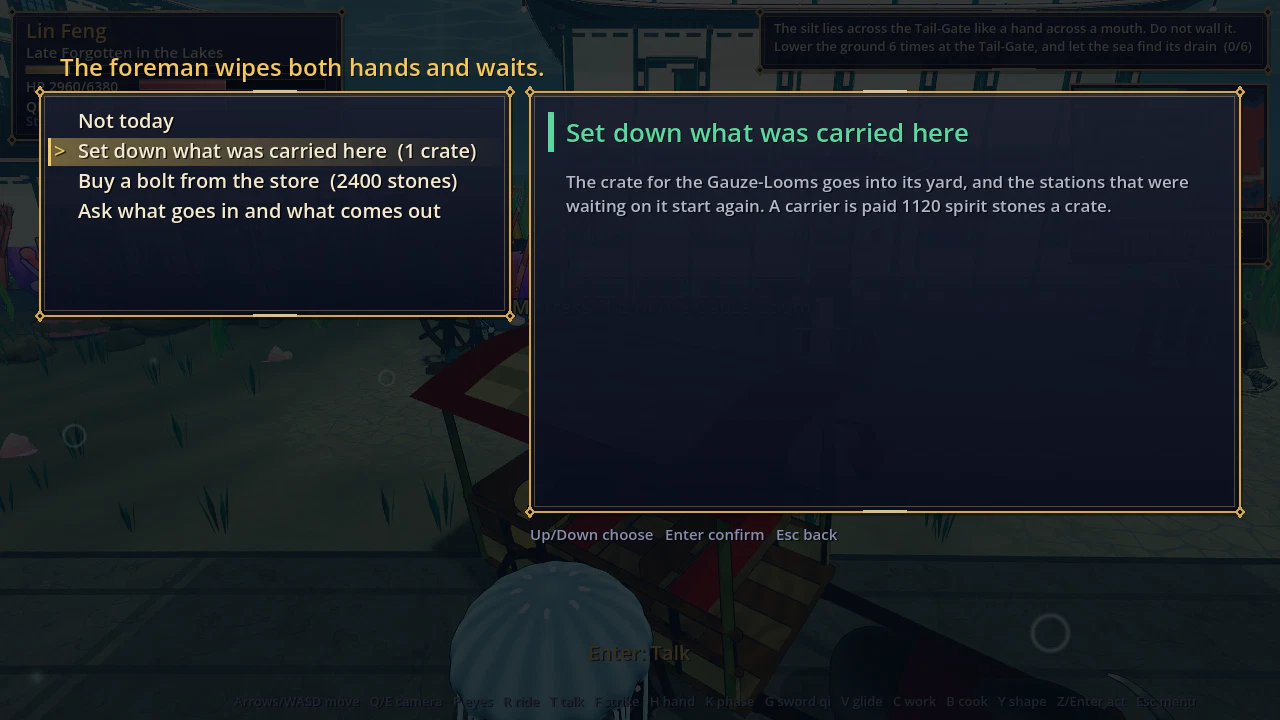 Lin Feng
Late Forgotten in the Lakes
The silt lies across the Tail-Gate like a hand across a mouth. Do not wall it.
Lower the ground 6 times at the Tail-Gate, and let the sea find its drain (0/6)
The foreman wipes both hands and waits.
HP 2960/6380
Not today
> Set down what was carried here (1 crate)
Buy a bolt from the store (2400 stones)
Ask what goes in and what comes out
Set down what was carried here
The crate for the Gauze-Looms goes into its yard, and the stations that were
waiting on it start again. A carrier is paid 1120 spirit stones a crate.
Up/Down choose Enter confirm Esc back
Enter: Talk
Arrows/WASD move Q/E camera eyes R ride T talk F strike H hand K phase G sword qi V glide C work B cook Y shape Z/Enter act Esc menu